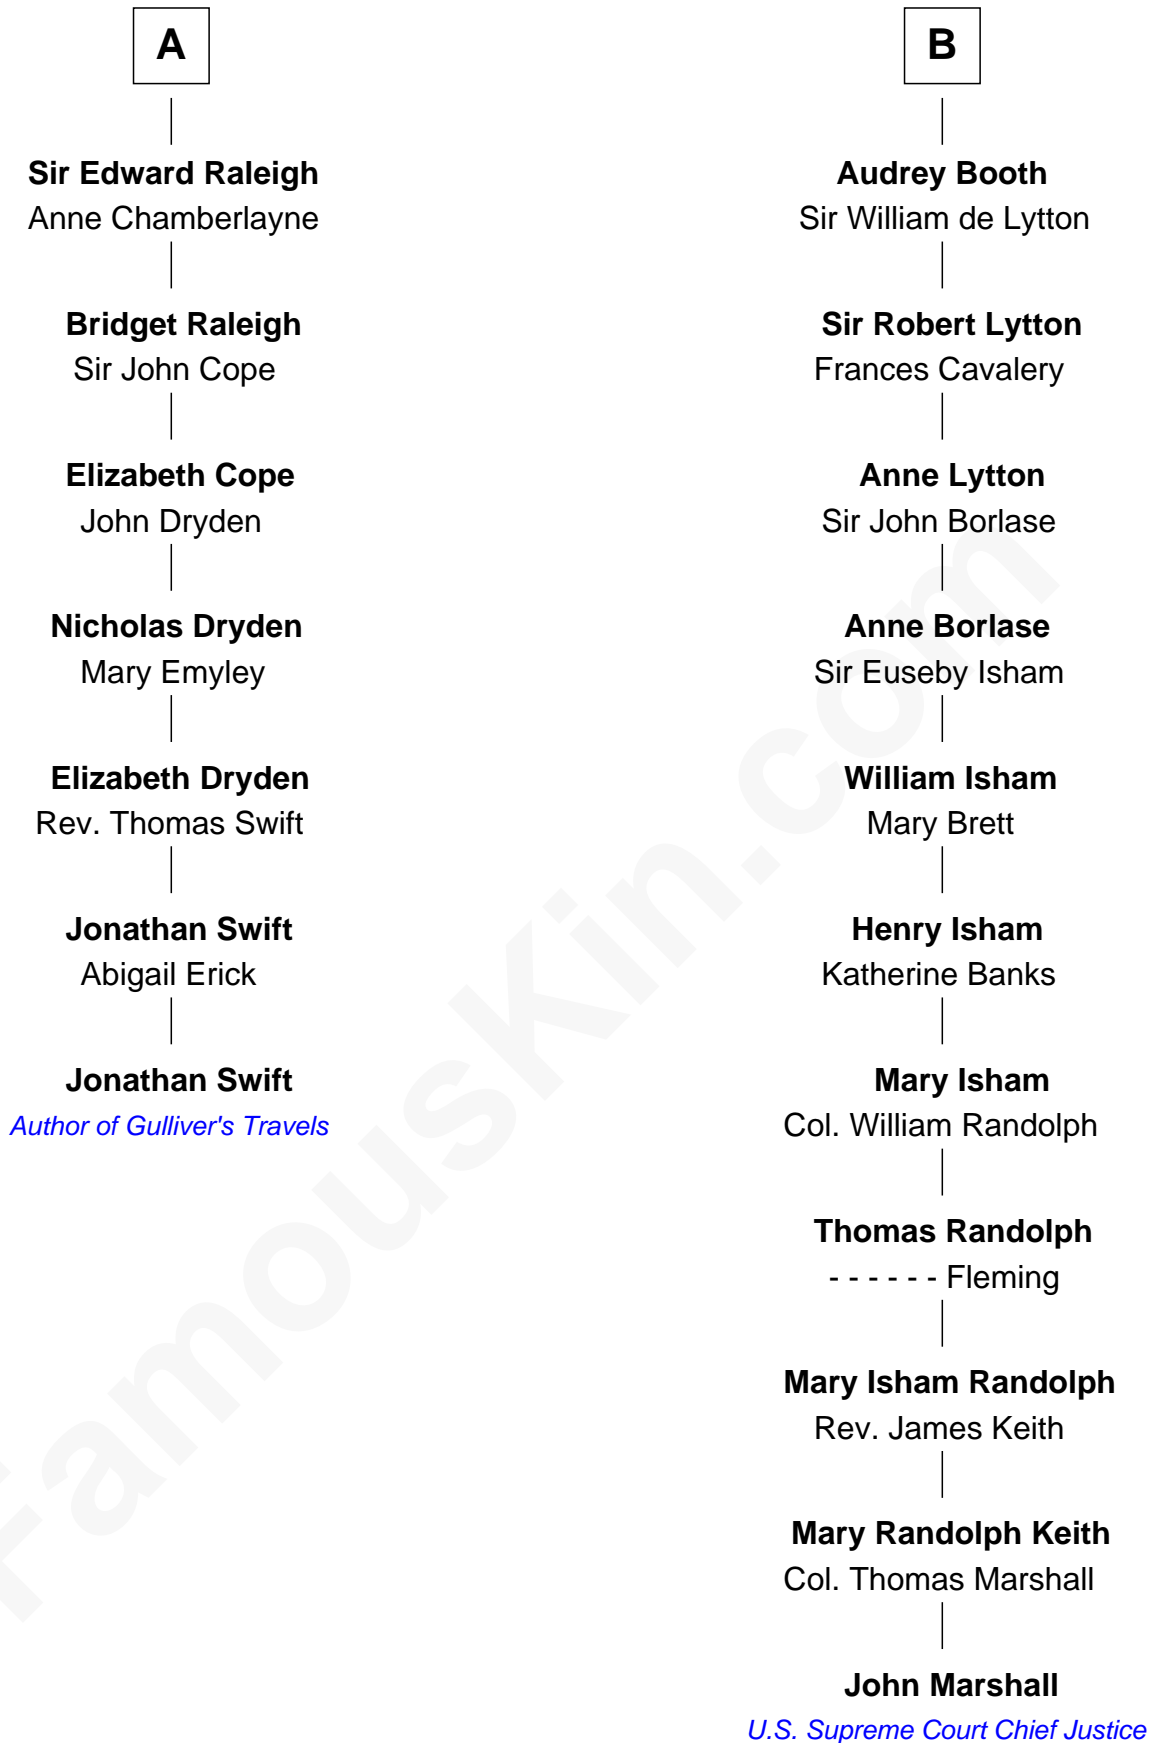 A
Sir Edward Raleigh
Anne Chamberlayne
Bridget Raleigh
Sir John Cope
Elizabeth Cope
John Dryden
Nicholas Dryden
Mary Emyley
Elizabeth Dryden
Rev. Thomas Swift
Jonathan Swift
Abigail Erick
Jonathan Swift
Author of Gulliver's Travels
B
Audrey Booth
Sir William de Lytton
Sir Robert Lytton
Frances Cavalery
Anne Lytton
Sir John Borlase
Anne Borlase
Sir Euseby Isham
William Isham
Mary Brett
Henry Isham
Katherine Banks
Mary Isham
Col. William Randolph
Thomas Randolph
- - - - - - Fleming
Mary Isham Randolph
Rev. James Keith
Mary Randolph Keith
Col. Thomas Marshall
John Marshall
U.S. Supreme Court Chief Justice
FamousKin.com